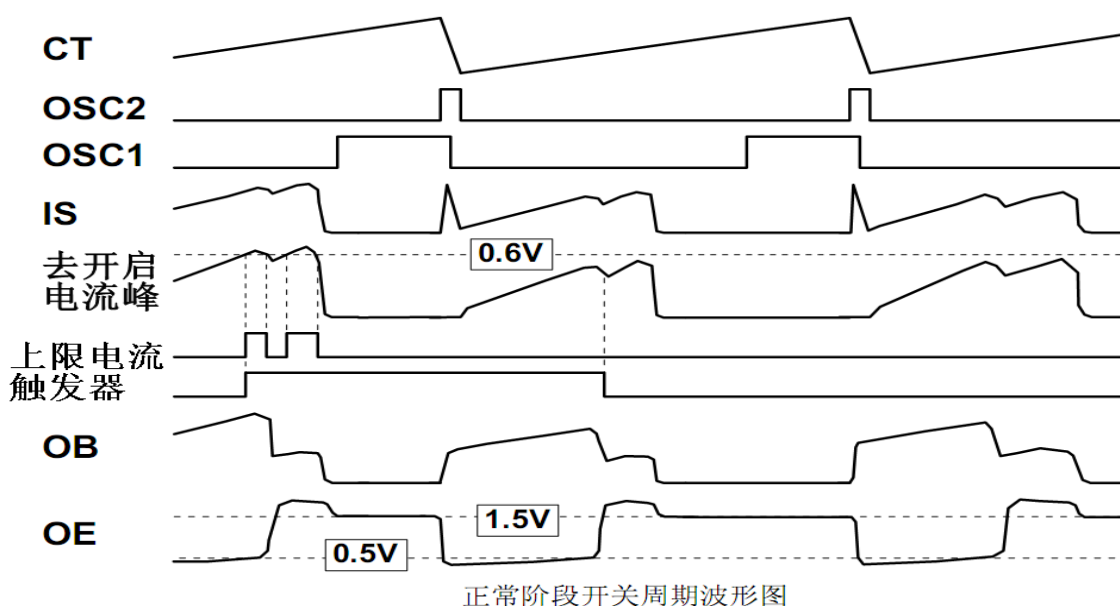 CT
OSC2
OSC1
IS
0.6V
去开启
电流峰
上限电流
触发器
OB
1.5V
OE
0.5V
正常阶段开关周期波形图